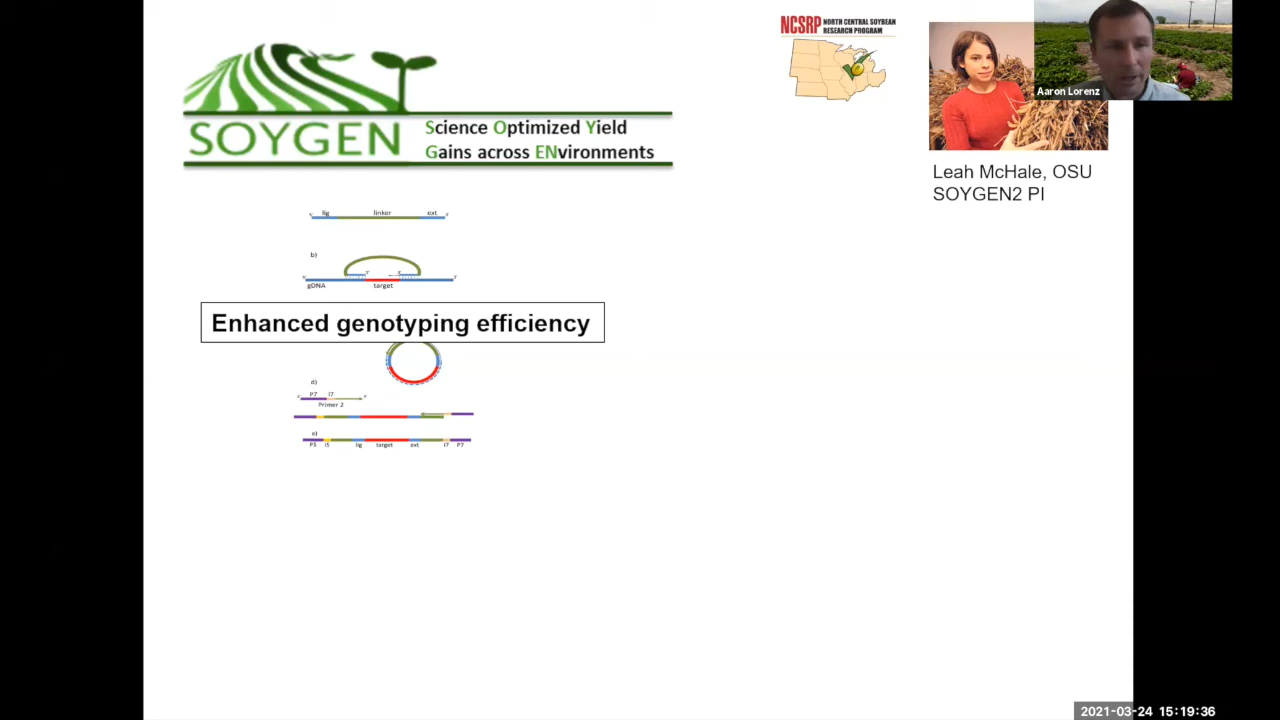 NCSRP NORTH CENTRAL SOYBEAN
RESEARCH PROGRAM
Aaron Lorenz
SOYGEN
Science Optimized Yield
Gains across ENvironments
Leah McHale, OSU
SOYGEN2 PI
lig linker ext
b)
gDNA target
Enhanced genotyping efficiency
d)
P7 i7
Primer 2
e)
P5 i5 lig target ext i7 P7
2021-03-24 15:19:36